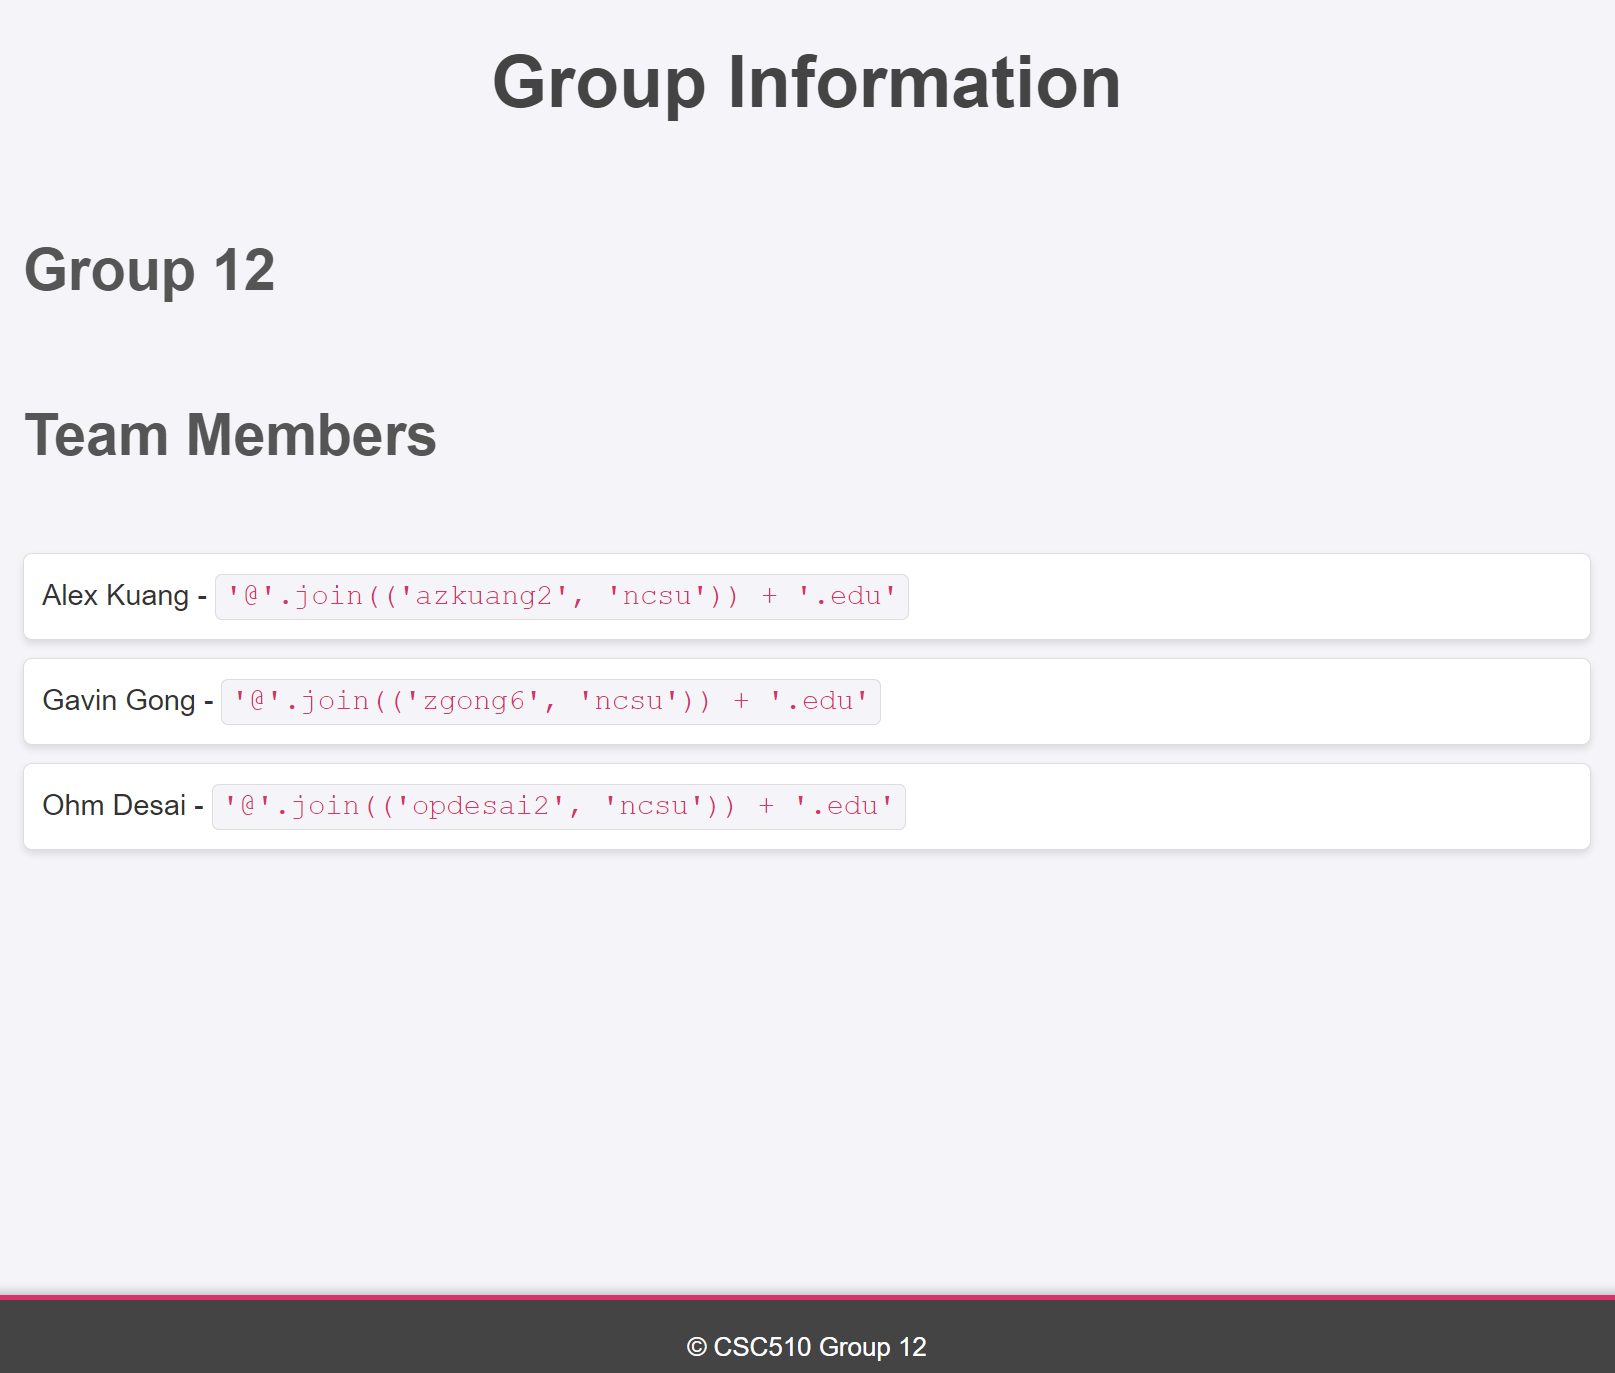 Group Information
Group 12
Team Members
Alex Kuang - '@'.join(('azkuang2', 'ncsu')) + '.edu'
Gavin Gong - '@'.join(('zgong6', 'ncsu')) + '.edu'
Ohm Desai - '@'.join(('opdesai2', 'ncsu')) + '.edu'
© CSC510 Group 12